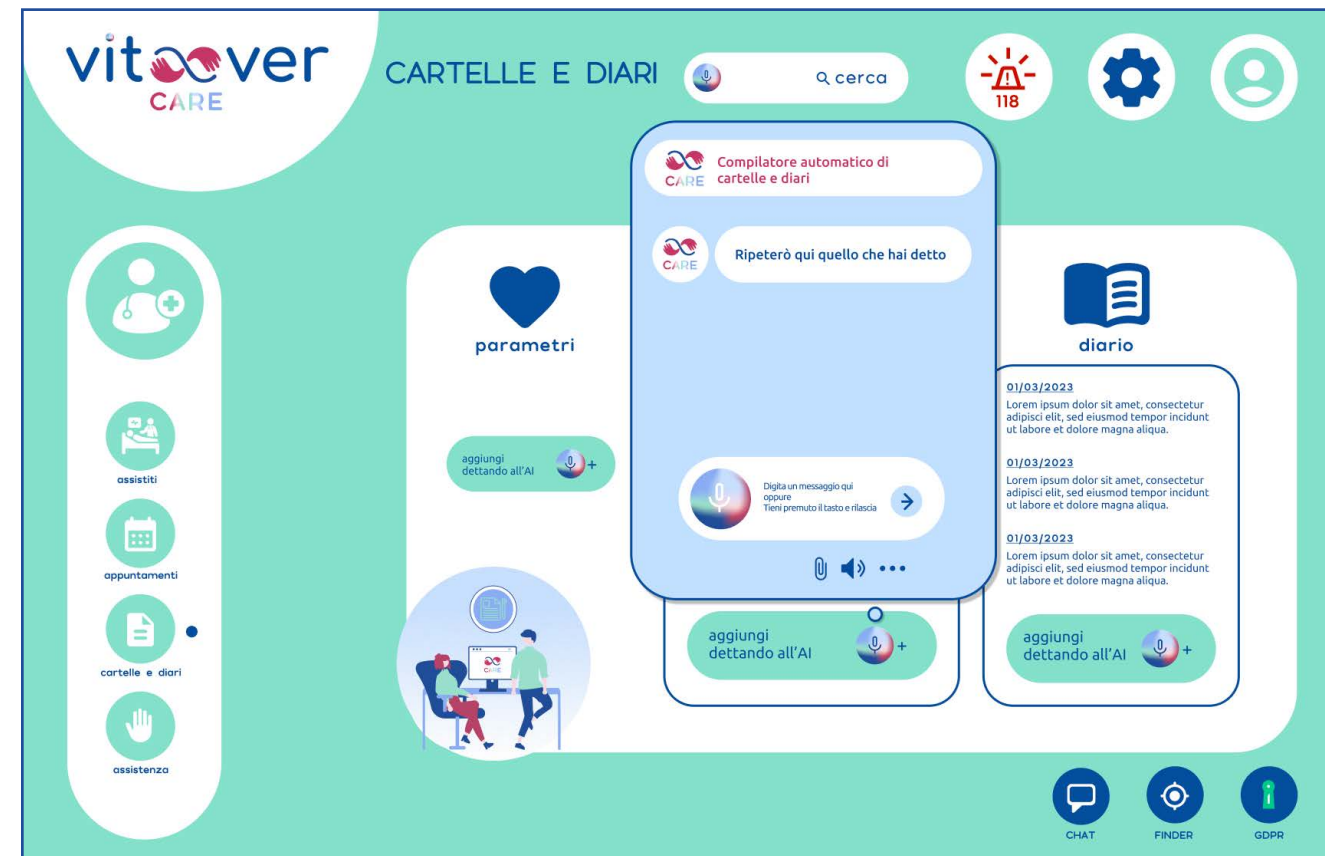 vitoover
CARE
CARTELLE E DIARI
cerca
118
CARE
Compilatore automatico di
cartelle e diari
CARE
Ripeterò qui quello che hai detto
parametri
diario
01/03/2023
Lorem ipsum dolor sit amet, consectetur
adipisci elit, sed eiusmod tempor incidunt
ut labore et dolore magna aliqua.
aggiungi
dettando all'AI +
01/03/2023
Lorem ipsum dolor sit amet, consectetur
adipisci elit, sed eiusmod tempor incidunt
ut labore et dolore magna aliqua.
assistiti
Digita un messaggio qui
oppure
Tieni premuto il tasto e rilascia
01/03/2023
Lorem ipsum dolor sit amet, consectetur
adipisci elit, sed eiusmod tempor incidunt
ut labore et dolore magna aliqua.
appuntamenti
aggiungi
dettando all'AI +
aggiungi
dettando all'AI +
CARE
cartelle e diari
assistenza
CHAT
FINDER
GDPR